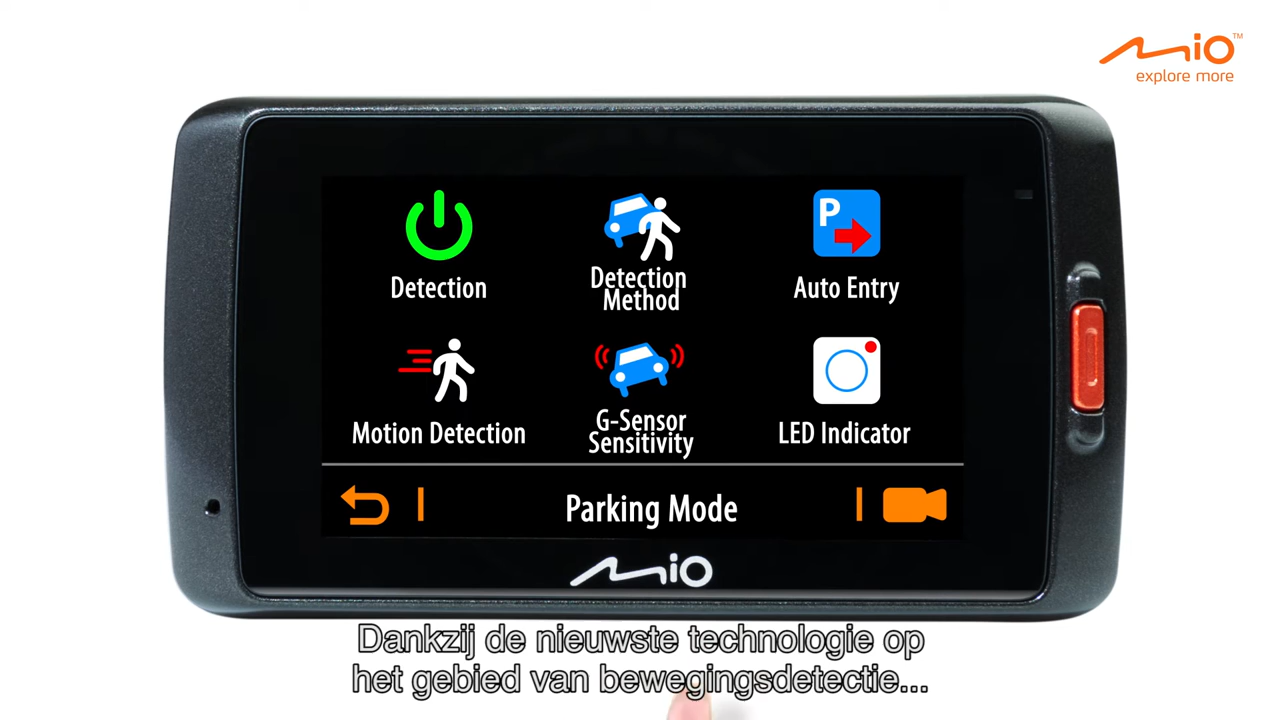 MiO™
explore more
Detection
Detection
Method
Auto Entry
P
Motion Detection
G-Sensor
Sensitivity
LED Indicator
Parking Mode
MiO
Dankzij de nieuwste technologie op
het gebied van bewegingsdetectie...